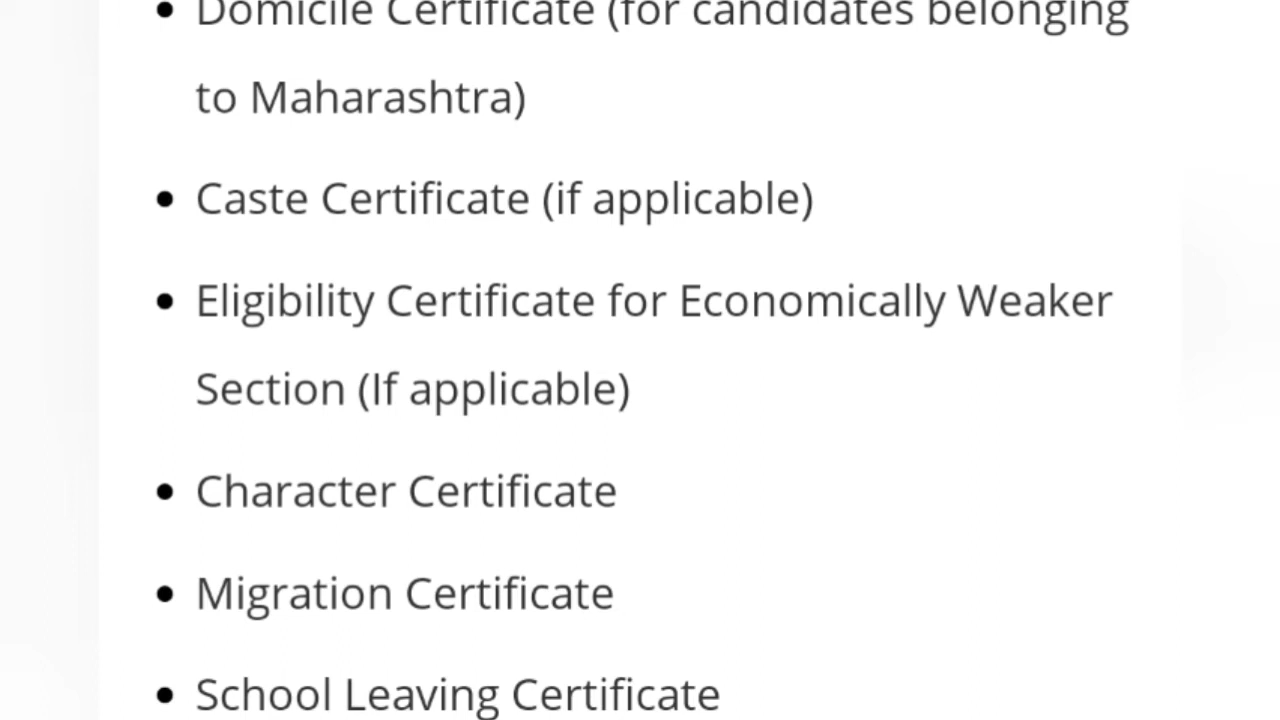 • Domicile Certificate (for candidates belonging
to Maharashtra)
• Caste Certificate (if applicable)
• Eligibility Certificate for Economically Weaker
Section (If applicable)
• Character Certificate
• Migration Certificate
• School Leaving Certificate